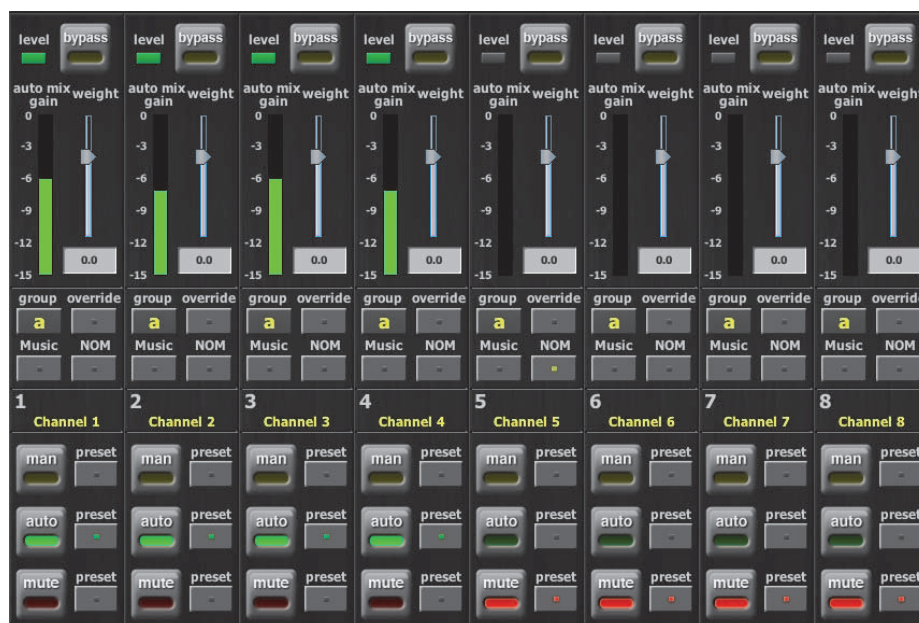 level bypass level bypass level bypass level bypass level bypass level bypass level bypass level bypass
auto mix gain weight auto mix gain weight auto mix gain weight auto mix gain weight auto mix gain weight auto mix gain weight auto mix gain weight auto mix gain weight
0 0 0 0 0 0 0 0
-3 -3 -3 -3 -3 -3 -3 -3
-6 -6 -6 -6 -6 -6 -6 -6
-9 -9 -9 -9 -9 -9 -9 -9
-12 -12 -12 -12 -12 -12 -12 -12
0.0 0.0 0.0 0.0 0.0 0.0 0.0 0.0
-15 -15 -15 -15 -15 -15 -15 -15
group override group override group override group override group override group override group override group override
a a a a a a a a
Music NOM Music NOM Music NOM Music NOM Music NOM Music NOM Music NOM Music NOM
1 2 3 4 5 6 7 8
Channel 1 Channel 2 Channel 3 Channel 4 Channel 5 Channel 6 Channel 7 Channel 8
man preset man preset man preset man preset man preset man preset man preset man preset
auto preset auto preset auto preset auto preset auto preset auto preset auto preset auto preset
mute preset mute preset mute preset mute preset mute preset mute preset mute preset mute preset